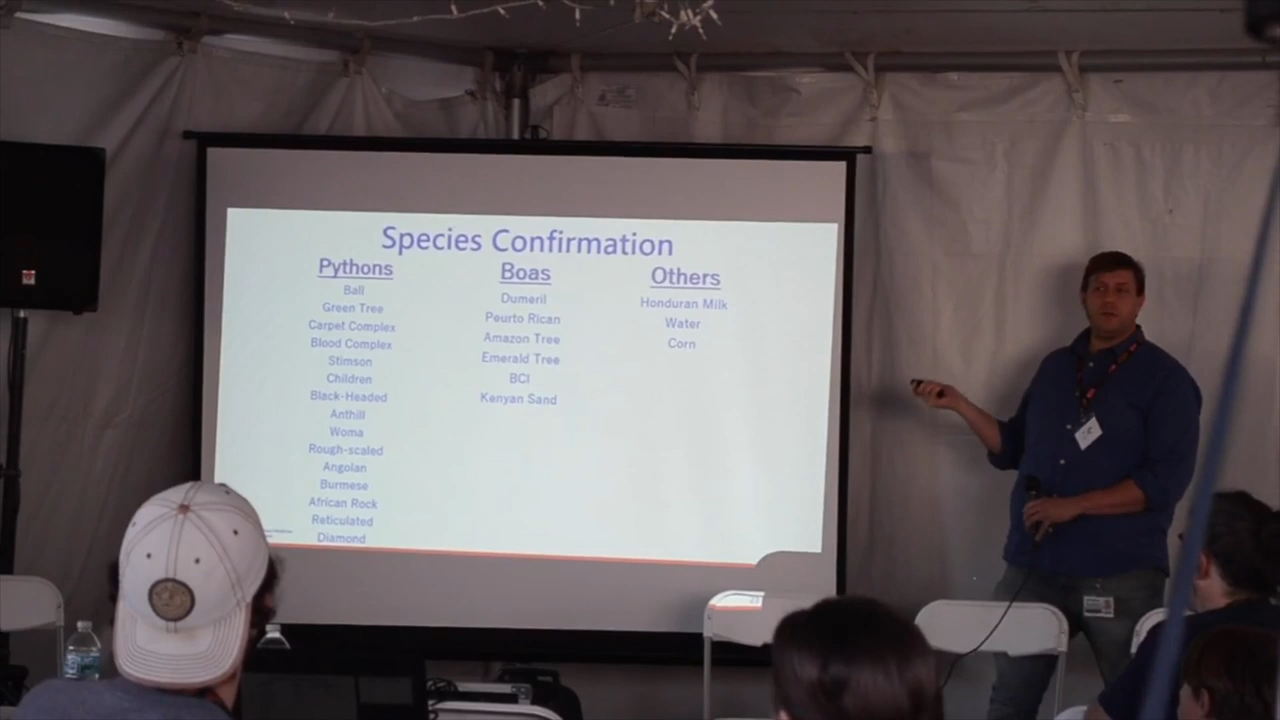 Species Confirmation
Pythons
Ball
Green Tree
Carpet Complex
Blood Complex
Stimson
Children
Black-Headed
Anthill
Woma
Rough-scaled
Angolan
Burmese
African Rock
Reticulated
Diamond
Boas
Dumeril
Peurto Rican
Amazon Tree
Emerald Tree
BCI
Kenyan Sand
Others
Honduran Milk
Water
Corn